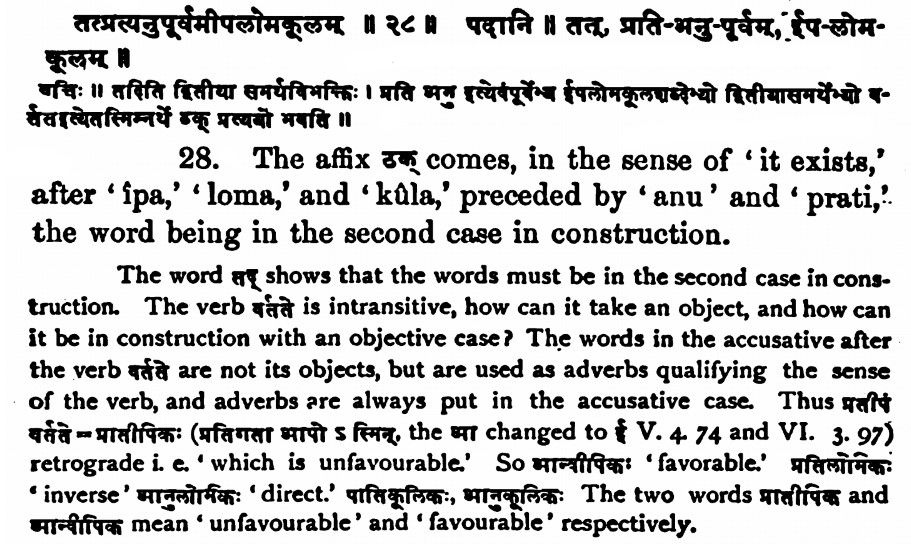 तत्प्रत्यनुपूर्वमीपलोमकूलम् ॥ २८ ॥ पदानि ॥ तत्, प्रति-अनु-पूर्वम्, ईप-लोम-
कूलम् ॥
वृत्तिः ॥ तदिति द्वितीया समर्थविभक्तिः । प्रति अनु इत्येवंपूर्वेभ्य ईपलोमकूलशब्देभ्यो द्वितीयासमर्थेभ्यो व-
र्त्ततइत्येतस्मिन्नर्थे ठक् प्रत्ययो भवति ॥
28. The affix ठक् comes, in the sense of ‘ it exists,’
after ‘ îpa,’ ‘ loma,’ and ‘ kûla,’ preceded by ‘ anu ’ and ‘ prati,’
the word being in the second case in construction.
The word तत् shows that the words must be in the second case in cons-
truction. The verb वर्तते is intransitive, how can it take an object, and how can
it be in construction with an objective case? The words in the accusative after
the verb वर्तते are not its objects, but are used as adverbs qualifying the sense
of the verb, and adverbs are always put in the accusative case. Thus प्रतीपं
वर्तते = प्रातीपिकः (प्रतिगता आपो ऽ स्मिन्, the आ changed to ई V. 4. 74 and VI. 3. 97)
retrograde i. e. ‘ which is unfavourable.’ So आन्वीपिकः ‘ favorable.’ प्रातिलोमिकः
‘ inverse ’ आनुलोमिकः ‘ direct.’ पातिकूलिकः, आनुकूलिकः The two words प्रातीपिक and
आन्वीपिक mean ‘ unfavourable ’ and ‘ favourable ’ respectively.